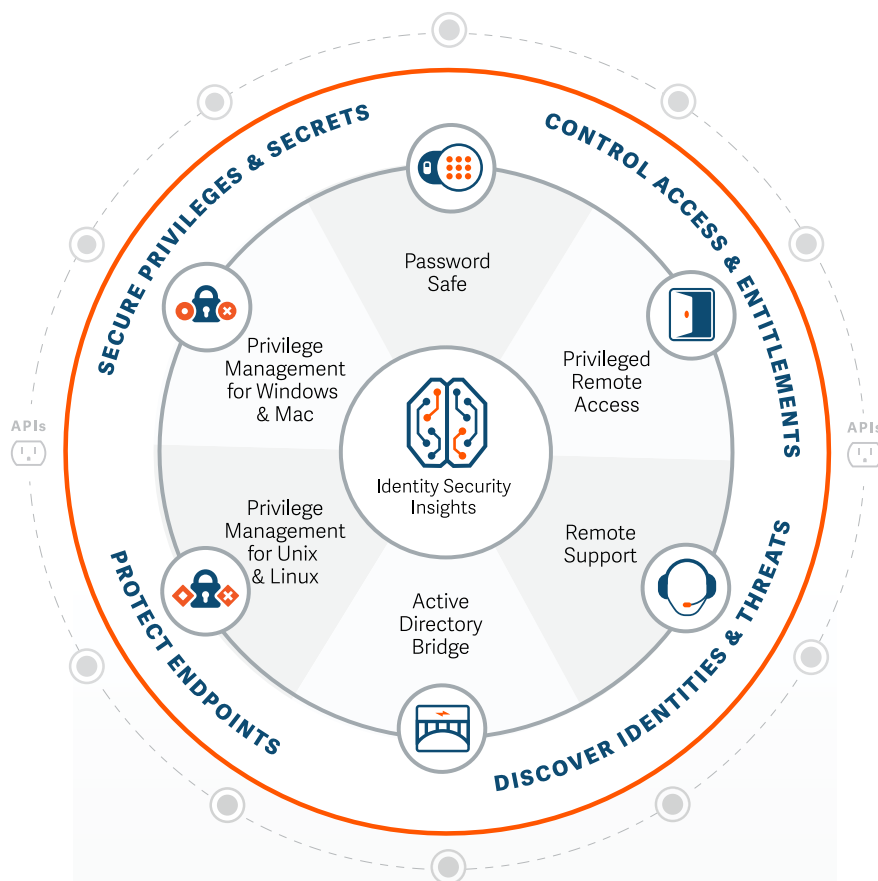 SECURE PRIVILEGES & SECRETS
CONTROL ACCESS & ENTITLEMENTS
Password
Safe
Privilege
Management
for Windows
& Mac
Privileged
Remote
Access
APIs
APIs
Identity Security
Insights
Privilege
Management
for Unix
& Linux
Remote
Support
Active
Directory
Bridge
PROTECT ENDPOINTS
DISCOVER IDENTITIES & THREATS